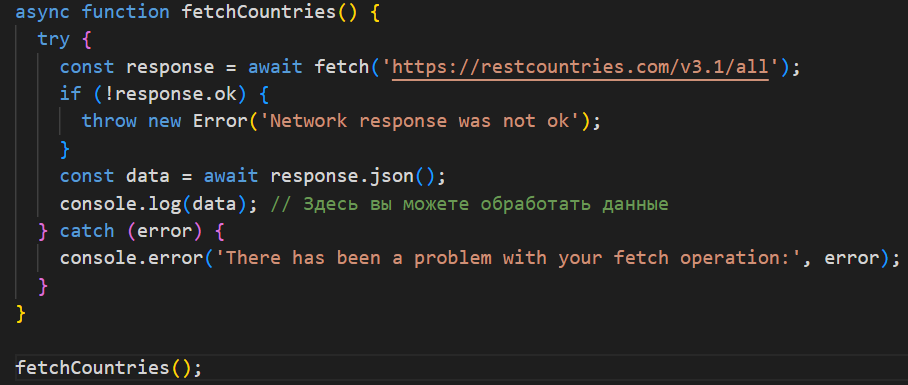 async function fetchCountries() {
  try {
    const response = await fetch('https://restcountries.com/v3.1/all');
    if (!response.ok) {
      throw new Error('Network response was not ok');
    }
    const data = await response.json();
    console.log(data); // Здесь вы можете обработать данные
  } catch (error) {
    console.error('There has been a problem with your fetch operation:', error);
  }
}

fetchCountries();